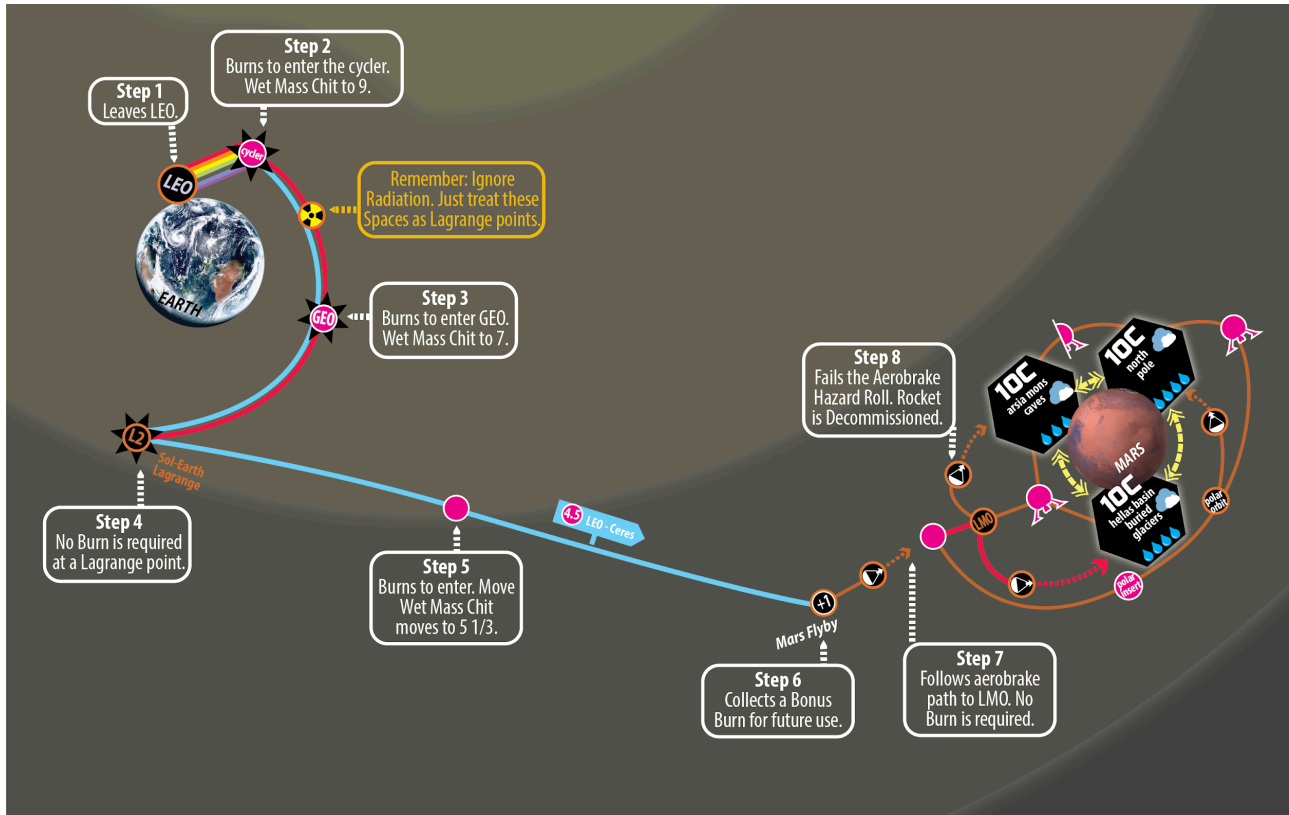 Step 1
Leaves LEO.
Step 2
Burns to enter the cycler.
Wet Mass Chit to 9.
LEO
cycler
Remember: Ignore
Radiation. Just treat these
Spaces as Lagrange points.
EARTH
GEO
Step 3
Burns to enter GEO.
Wet Mass Chit to 7.
L2
Sol-Earth
Lagrange
Step 4
No Burn is required
at a Lagrange point.
Step 5
Burns to enter. Move
Wet Mass Chit
moves to 5 1/3.
4.5 LEO - Ceres
+1
Mars Flyby
Step 6
Collects a Bonus
Burn for future use.
Step 7
Follows aerobrake
path to LMO. No
Burn is required.
Step 8
Fails the Aerobrake
Hazard Roll. Rocket
is Decommissioned.
10C
arsia mons
caves
10C
north
pole
MARS
10C
hellas basin
buried
glaciers
LMO
polar
orbit
polar
insert